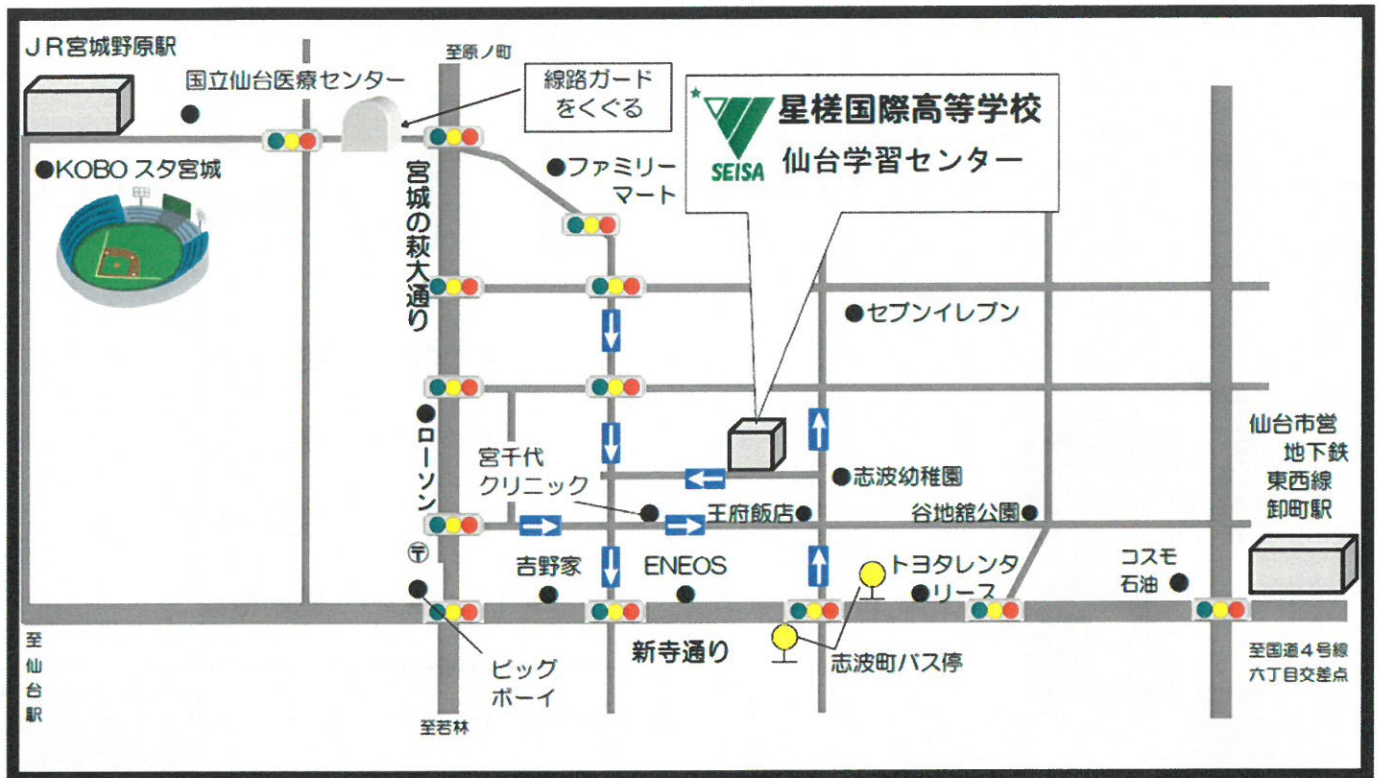 JR宮城野原駅
国立仙台医療センター
至原ノ町
線路ガード
をくぐる
星槎国際高等学校
仙台学習センター
SEISA
KOBO スタ宮城
ファミリー
マート
宮城の萩大通り
セブンイレブン
ローソン
宮千代
クリニック
志波幼稚園
王府飯店
谷地舘公園
仙台市営
地下鉄
東西線
卸町駅
〒
吉野家
ENEOS
トヨタレンタ
リース
コスモ
石油
至仙台駅
ビッグ
ボーイ
新寺通り
志波町バス停
至国道4号線
六丁目交差点
至若林